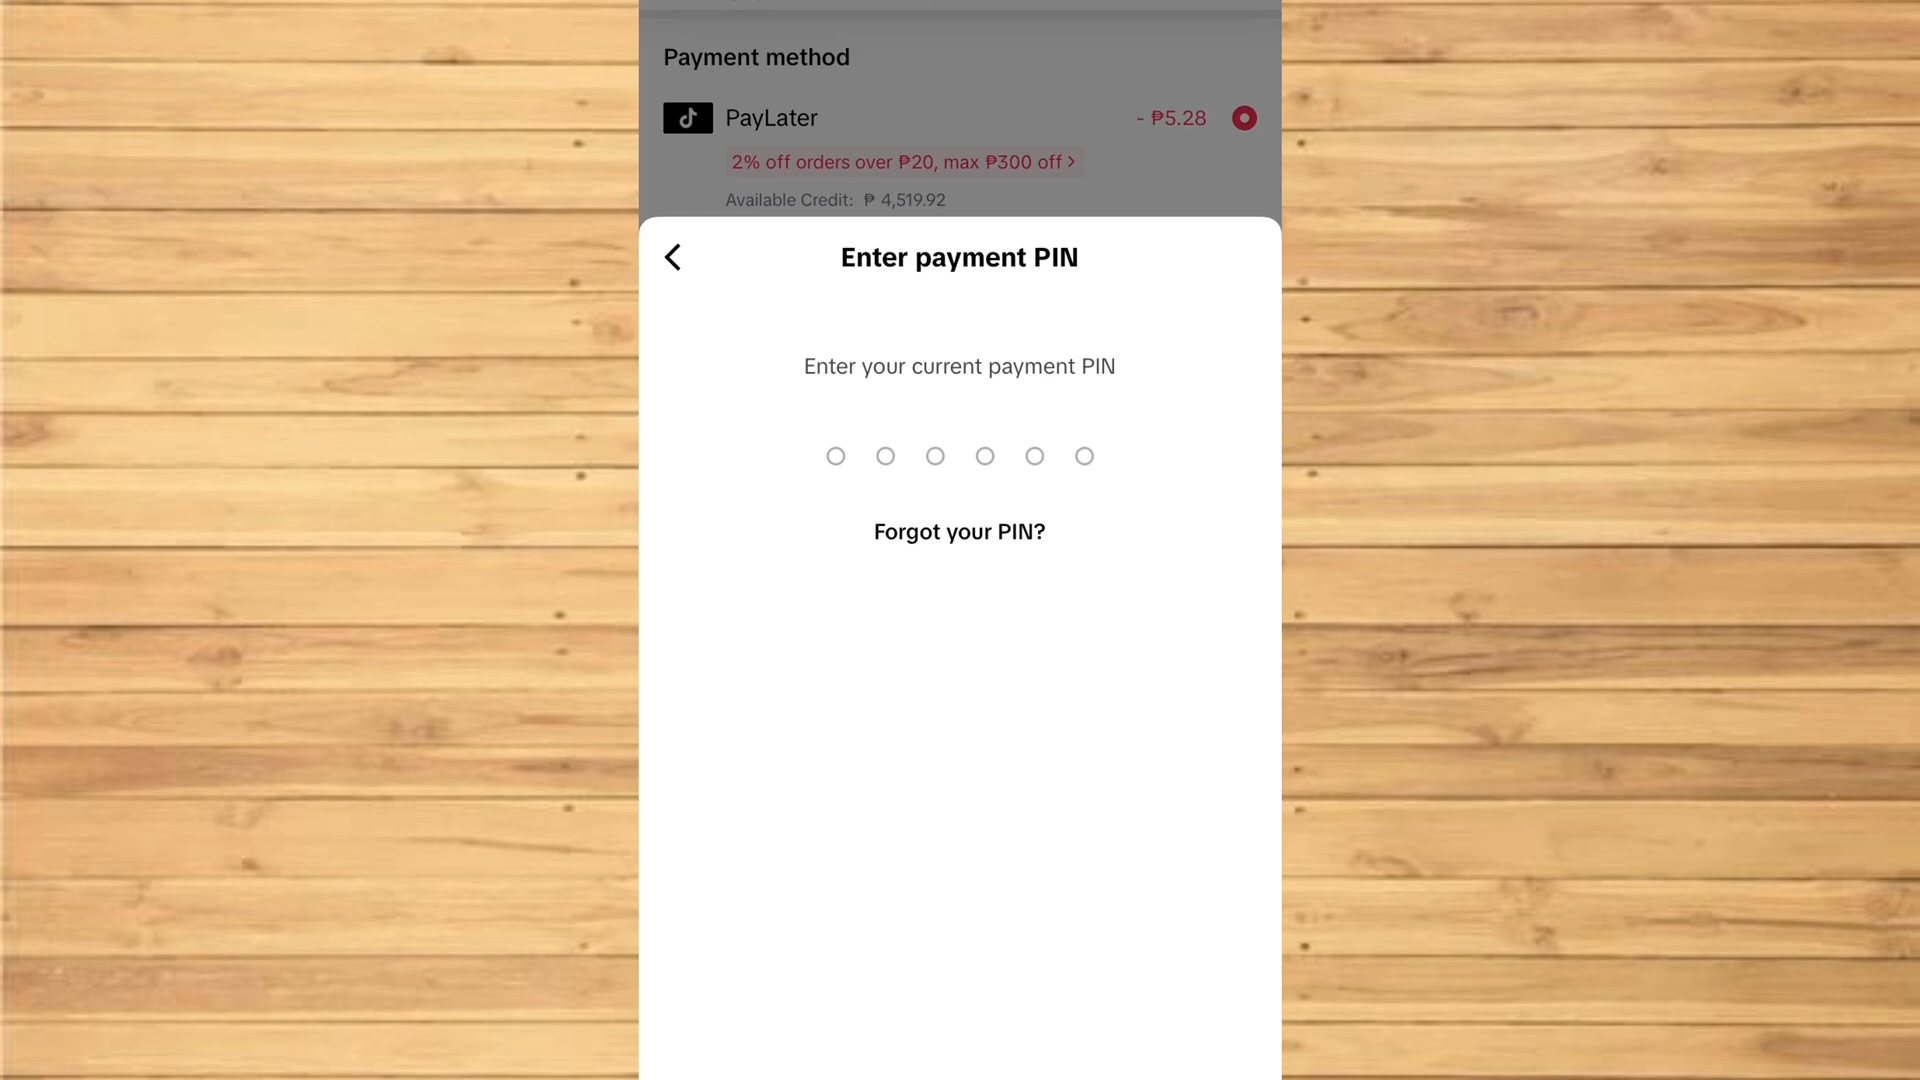 Payment method
PayLater
- ₱5.28
2% off orders over ₱20, max ₱300 off >
Available Credit: ₱ 4,519.92
Enter payment PIN
Enter your current payment PIN
Forgot your PIN?